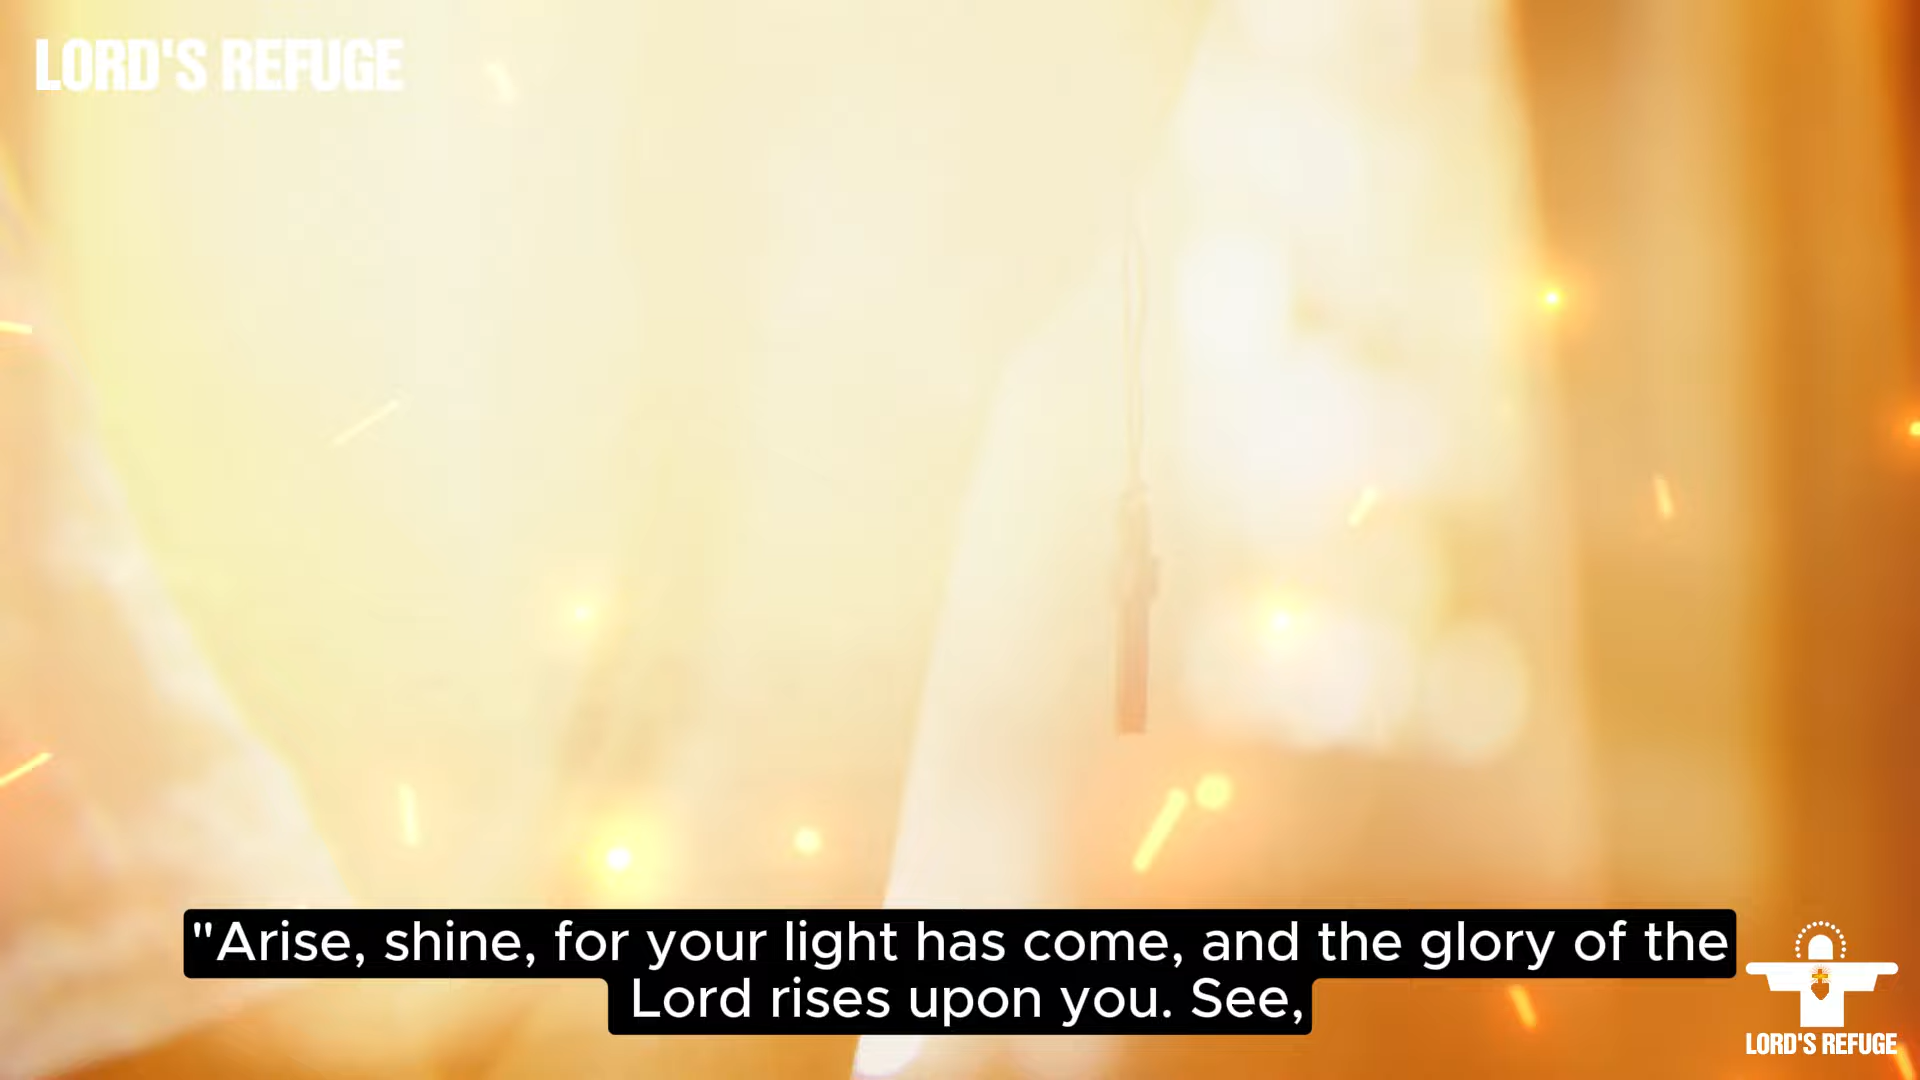 LORD'S REFUGE
"Arise, shine, for your light has come, and the glory of the
Lord rises upon you. See,
LORD'S REFUGE